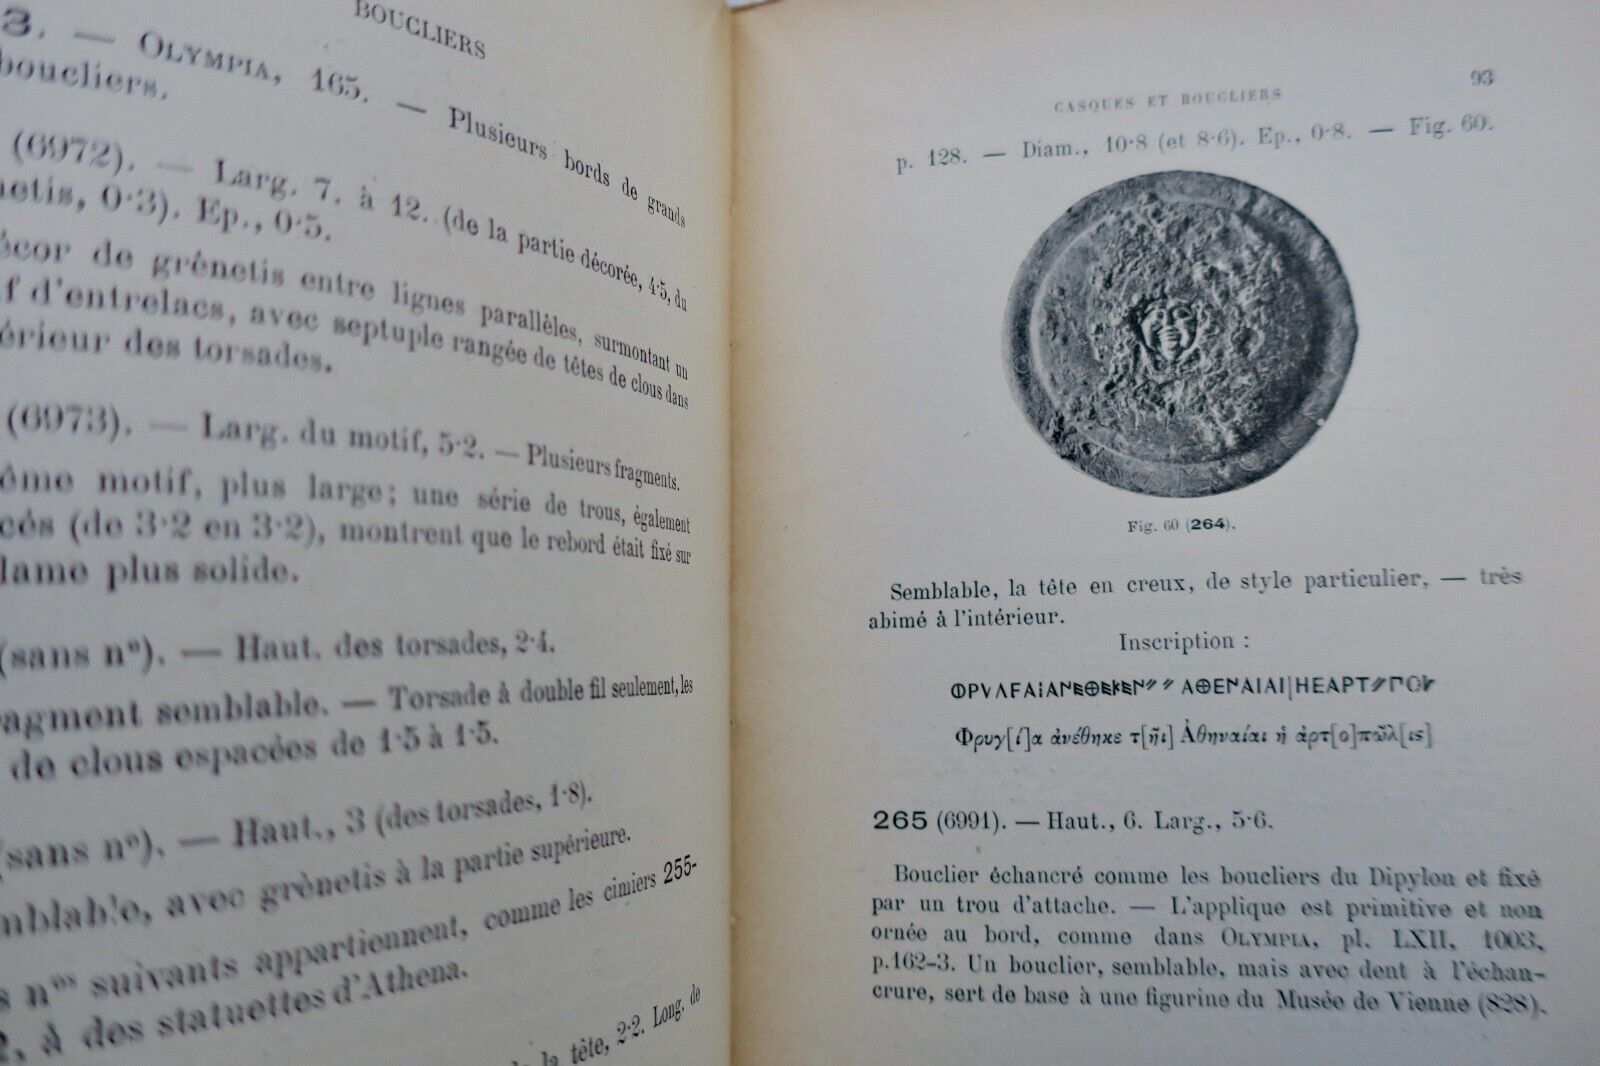 BOUCLIERS
3. — OLYMPIA, 165. — Plusieurs bords de grands
boucliers.
(6972). — Larg. 7. à 12. (de la partie décorée, 4·5, du
netis, 0·3). Ep., 0·5.
écor de grènetis entre lignes parallèles, surmontant un
f d'entrelacs, avec septuple rangée de têtes de clous dans
érieur des torsades.
(6973). — Larg. du motif, 5·2. — Plusieurs fragments.
ême motif, plus large; une série de trous, également
cés (de 3·2 en 3·2), montrent que le rebord était fixé sur
lame plus solide.
(sans nº). — Haut. des torsades, 2·4.
ragment semblable. — Torsade à double fil seulement, les
de clous espacées de 1·5 à 1·5.
(sans nº). — Haut., 3 (des torsades, 1·8).
mblable, avec grènetis à la partie supérieure.
s nos suivants appartiennent, comme les cimiers 255-
2, à des statuettes d'Athena.
la tête, 2·2. Long. de
CASQUES ET BOUCLIERS 93
p. 128. — Diam., 10·8 (et 8·6). Ep., 0·8. — Fig. 60.
Fig. 60 (264).
Semblable, la tête en creux, de style particulier, — très
abimé à l'intérieur.
Inscription :
Φρυγ[ί]α ἀνέθηκε τ[ῆι] Ἀθηναίαι ἡ ἀρτ[ο]πῶλ[ις]
265 (6991). — Haut., 6. Larg., 5·6.
Bouclier échancré comme les boucliers du Dipylon et fixé
par un trou d'attache. — L'applique est primitive et non
ornée au bord, comme dans OLYMPIA, pl. LXII, 1003,
p.162-3. Un bouclier, semblable, mais avec dent à l'échan-
crure, sert de base à une figurine du Musée de Vienne (828).